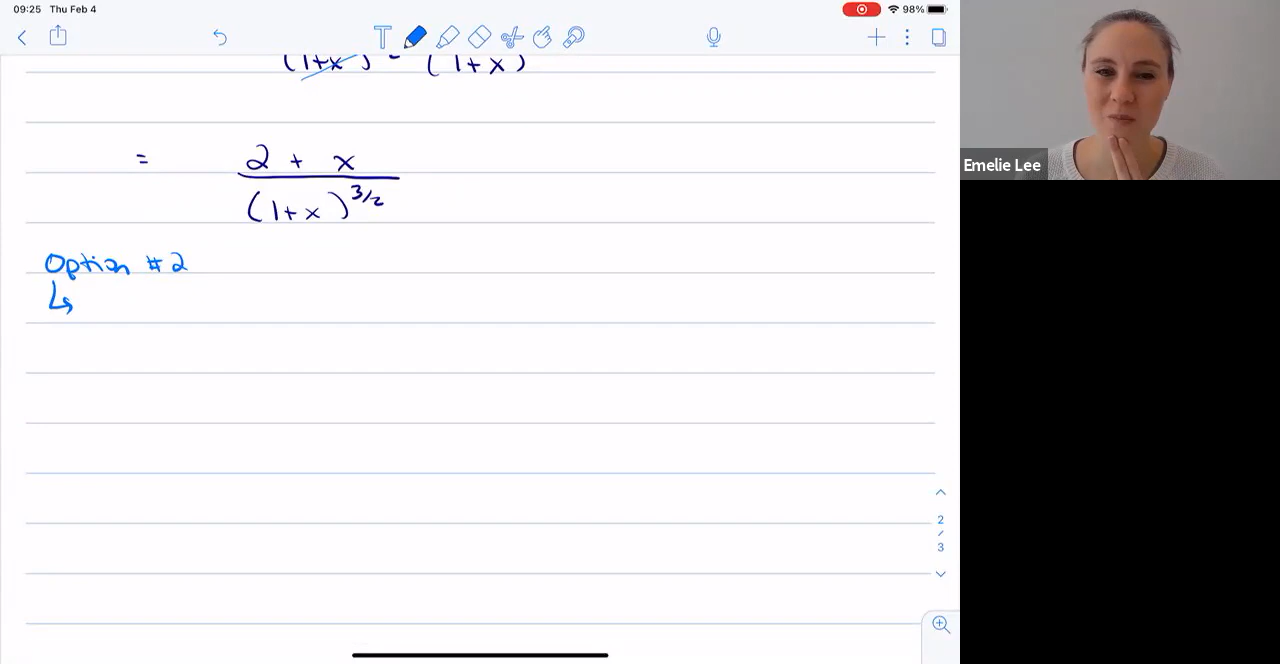 09:25 Thu Feb 4 98%
T
(1+x ) - (1+x)
Emelie Lee
= 2 + x
(1+x)^3/2
Option #2
↳
2
/
3